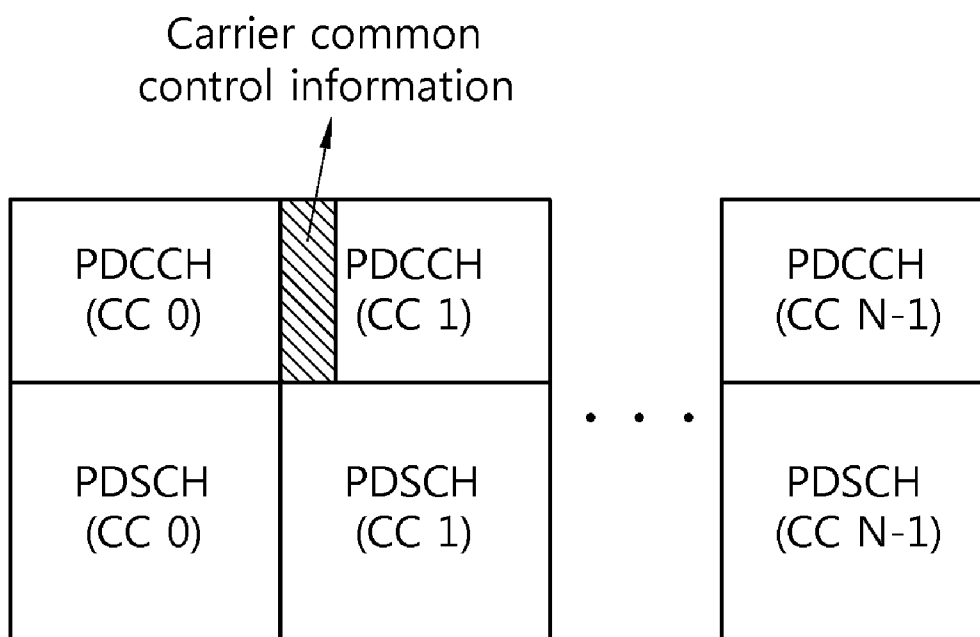 Carrier common
control information
PDCCH
(CC 0)
PDCCH
(CC 1)
PDCCH
(CC N-1)
. . .
PDSCH
(CC 0)
PDSCH
(CC 1)
PDSCH
(CC N-1)